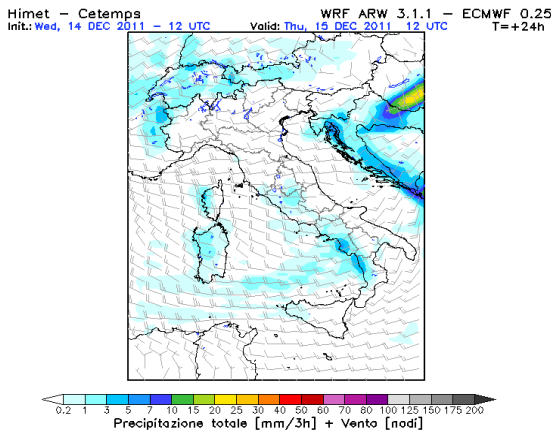 Himet – Cetemps WRF ARW 3.1.1 – ECMWF 0.25
Init.: Wed, 14 DEC 2011 – 12 UTC Valid: Thu, 15 DEC 2011 12 UTC T=+24h
0.2 1 3 5 7 10 15 20 25 30 40 50 60 70 80 100 125 150 175 200
Precipitazione totale [mm/3h] + Vento [nodi]